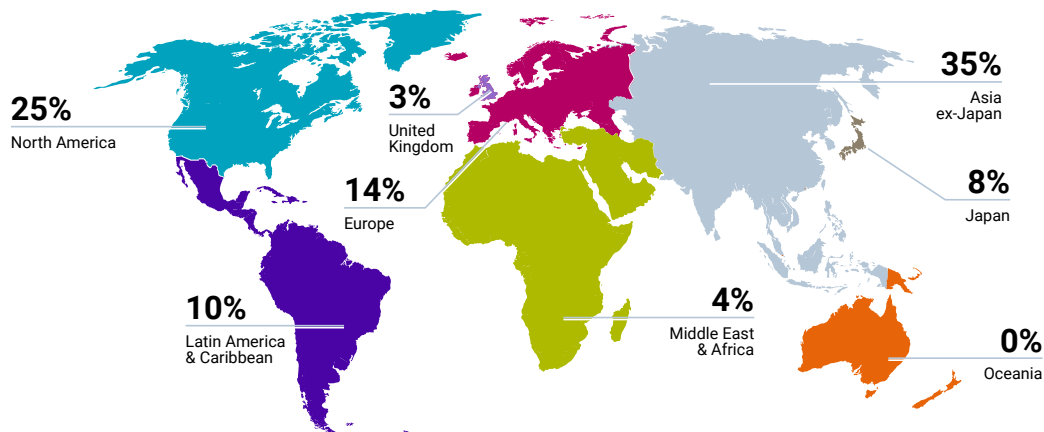 25%
North America
3%
United
Kingdom
14%
Europe
10%
Latin America
& Caribbean
4%
Middle East
& Africa
35%
Asia
ex-Japan
8%
Japan
0%
Oceania